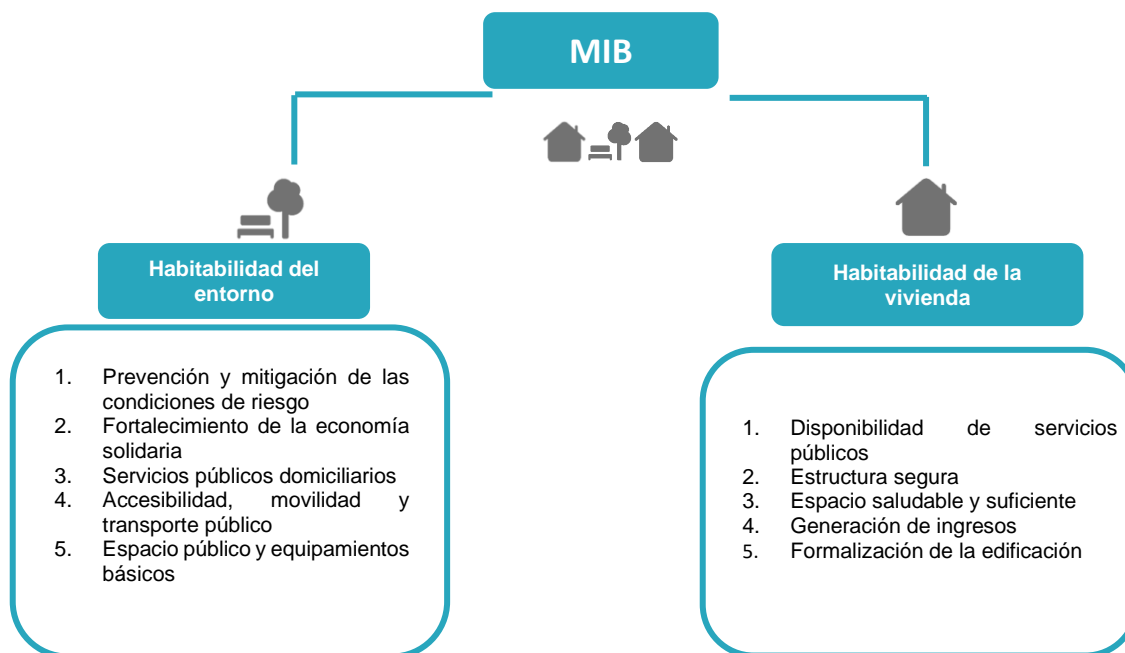 MIB
Habitabilidad del
entorno
1. Prevención y mitigación de las
condiciones de riesgo
2. Fortalecimiento de la economía
solidaria
3. Servicios públicos domiciliarios
4. Accesibilidad, movilidad y
transporte público
5. Espacio público y equipamientos
básicos
Habitabilidad de la
vivienda
1. Disponibilidad de servicios
públicos
2. Estructura segura
3. Espacio saludable y suficiente
4. Generación de ingresos
5. Formalización de la edificación